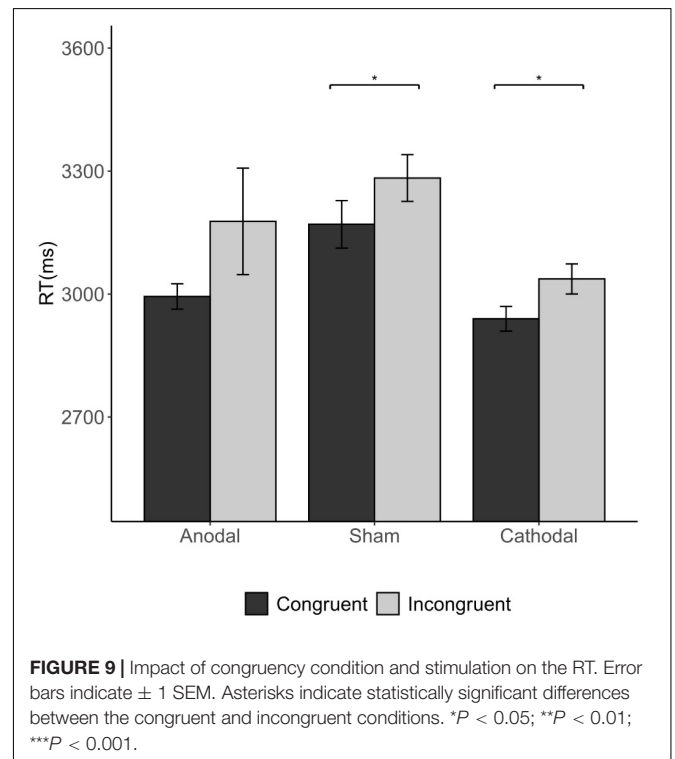 3600
3300
3000
2700
RT(ms)
*
*
Anodal Sham Cathodal
Congruent Incongruent
FIGURE 9 | Impact of congruency condition and stimulation on the RT. Error
bars indicate ± 1 SEM. Asterisks indicate statistically significant differences
between the congruent and incongruent conditions. *P < 0.05; **P < 0.01;
***P < 0.001.